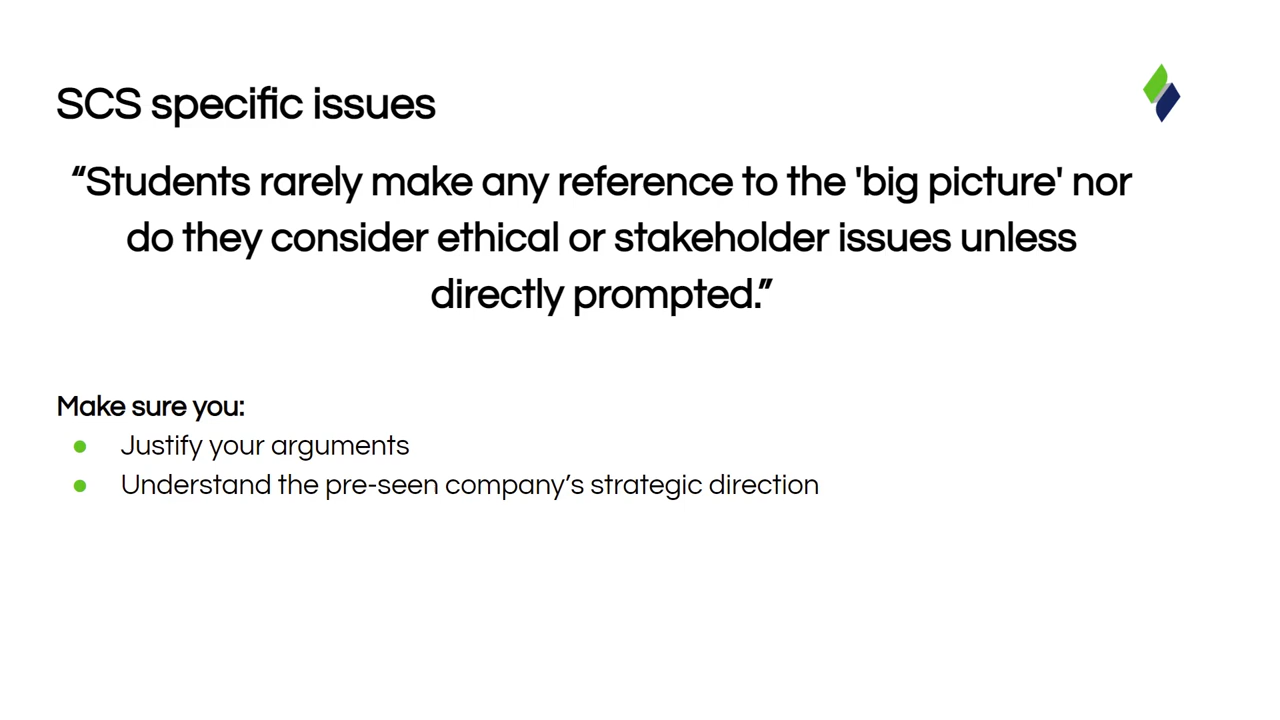 SCS specific issues
“Students rarely make any reference to the 'big picture' nor
do they consider ethical or stakeholder issues unless
directly prompted.”
Make sure you:
● Justify your arguments
● Understand the pre-seen company’s strategic direction